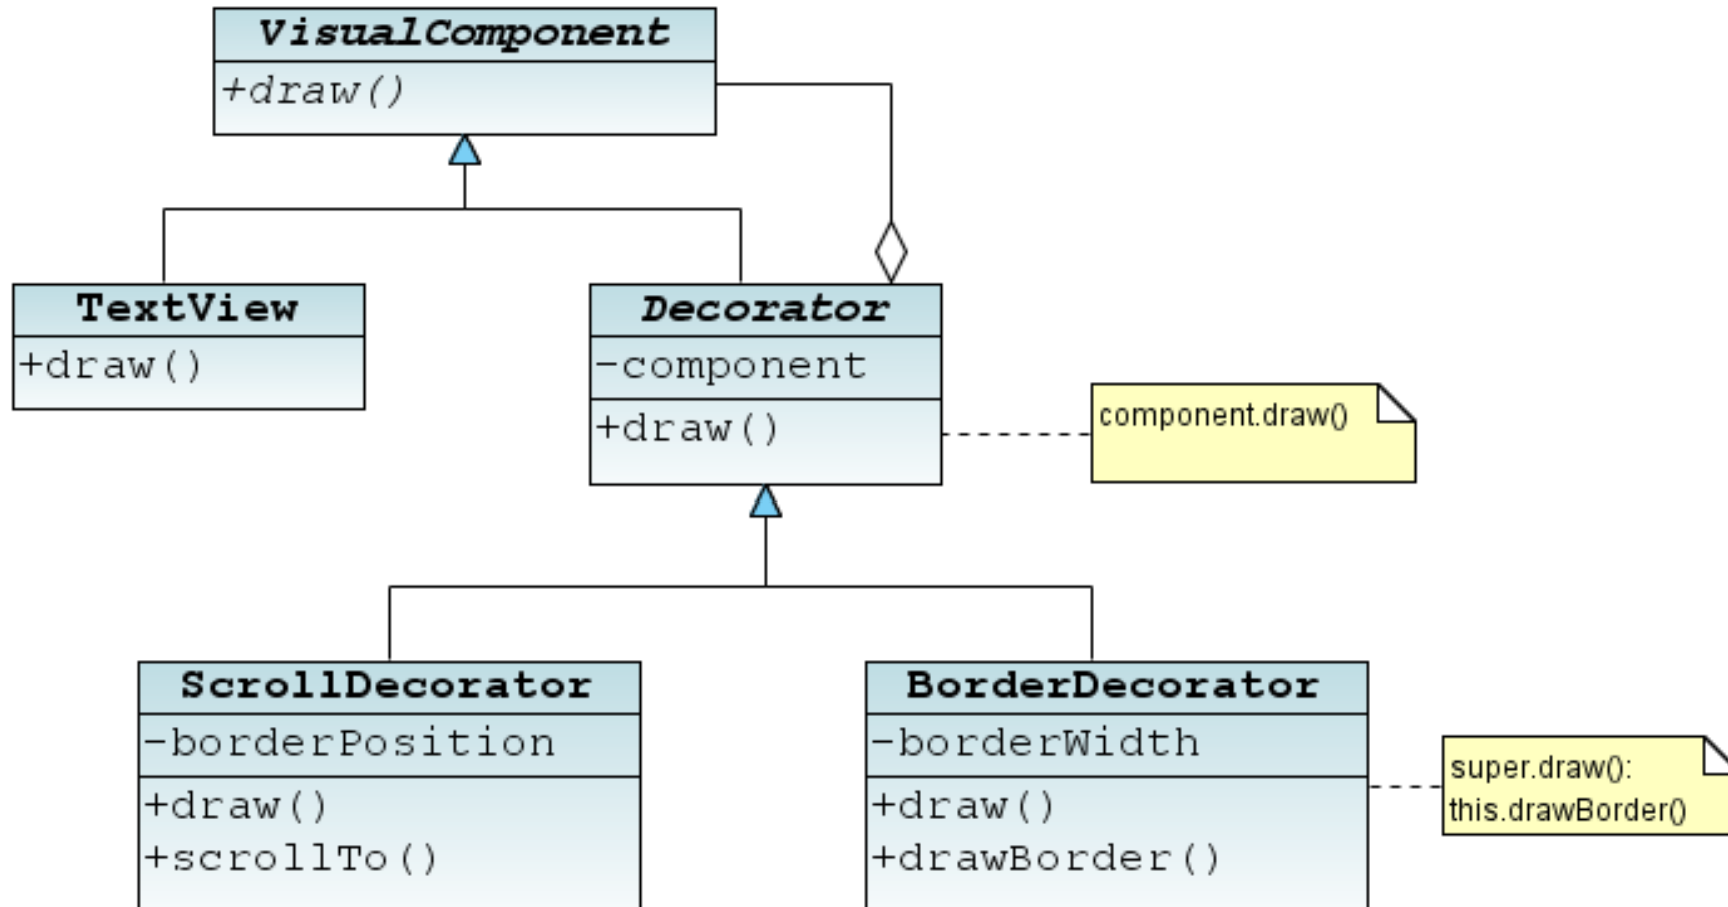 VisualComponent
+draw()
TextView
+draw()
Decorator
-component
+draw()
component.draw()
ScrollDecorator
-borderPosition
+draw()
+scrollTo()
BorderDecorator
-borderWidth
+draw()
+drawBorder()
super.draw():
this.drawBorder()